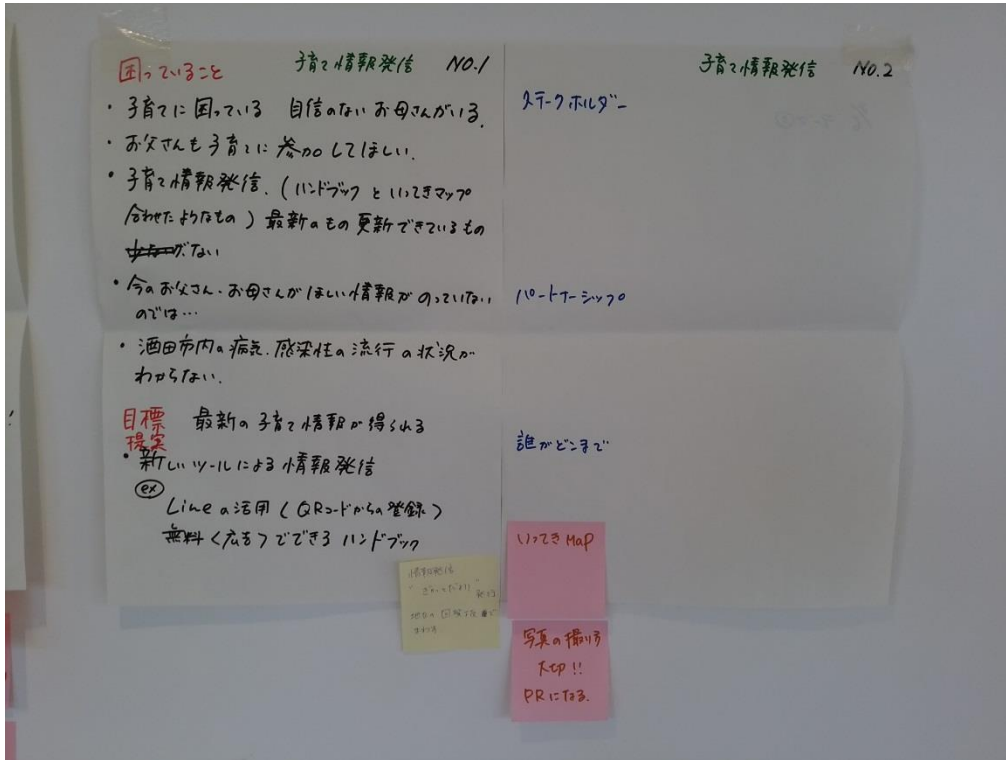 子育て情報発信 NO.1
困っていること
・子育てに困っている 自信のないお母さんがいる.
・お父さんも子育てに参加してほしい.
・子育て情報発信.(ハンドブックといってきマップ
合わせたようなもの)最新のもの更新できているもの
がない
・今のお父さん・お母さんがほしい情報がのっていない
のでは…
・酒田市内の病気.感染性の流行の状況が
わからない.
目標 最新の子育て情報が得られる
提実
・新しいツールによる情報発信
ex
Lineの活用(QRコードからの登録)
無料<広告>でできるハンドブック
情報発信
発行
子育て情報発信 NO.2
ステークホルダー
パートナーシップ
誰がどこまで
いってきMap
写真の撮れる
大切!!
PRになる.